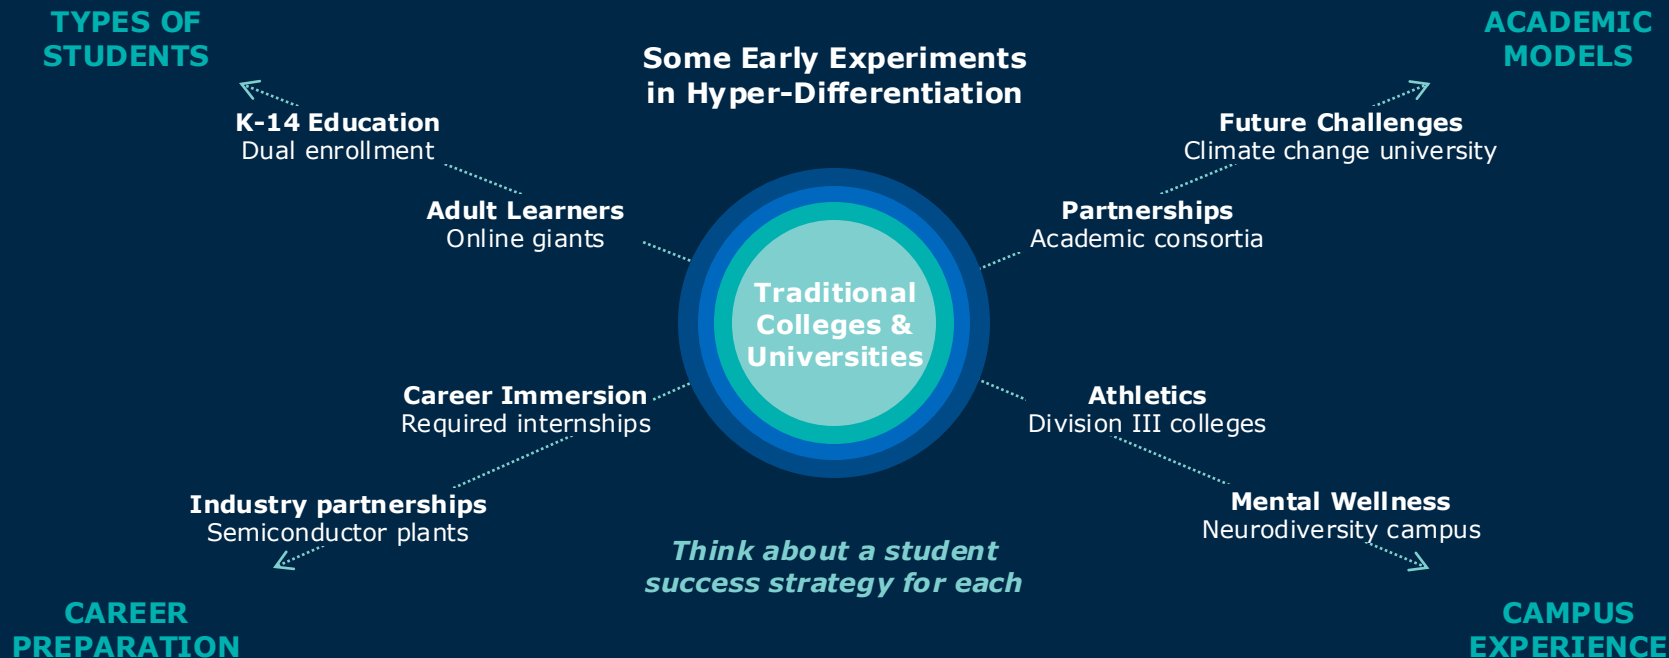 TYPES OF
STUDENTS
Some Early Experiments
in Hyper-Differentiation
ACADEMIC
MODELS
K-14 Education
Dual enrollment
Adult Learners
Online giants
Future Challenges
Climate change university
Partnerships
Academic consortia
Traditional
Colleges &
Universities
Career Immersion
Required internships
Industry partnerships
Semiconductor plants
Athletics
Division III colleges
Mental Wellness
Neurodiversity campus
Think about a student
success strategy for each
CAREER
PREPARATION
CAMPUS
EXPERIENCE